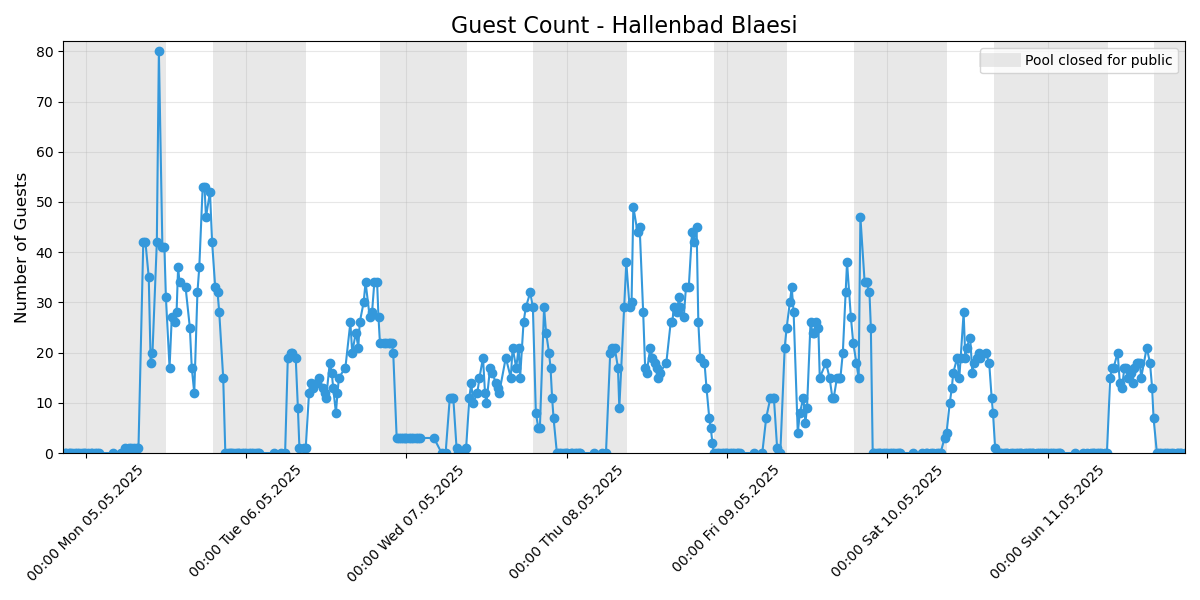 Guest Count - Hallenbad Blaesi
Pool closed for public
Number of Guests
80
70
60
50
40
30
20
10
0
00:00 Mon 05.05.2025
00:00 Tue 06.05.2025
00:00 Wed 07.05.2025
00:00 Thu 08.05.2025
00:00 Fri 09.05.2025
00:00 Sat 10.05.2025
00:00 Sun 11.05.2025